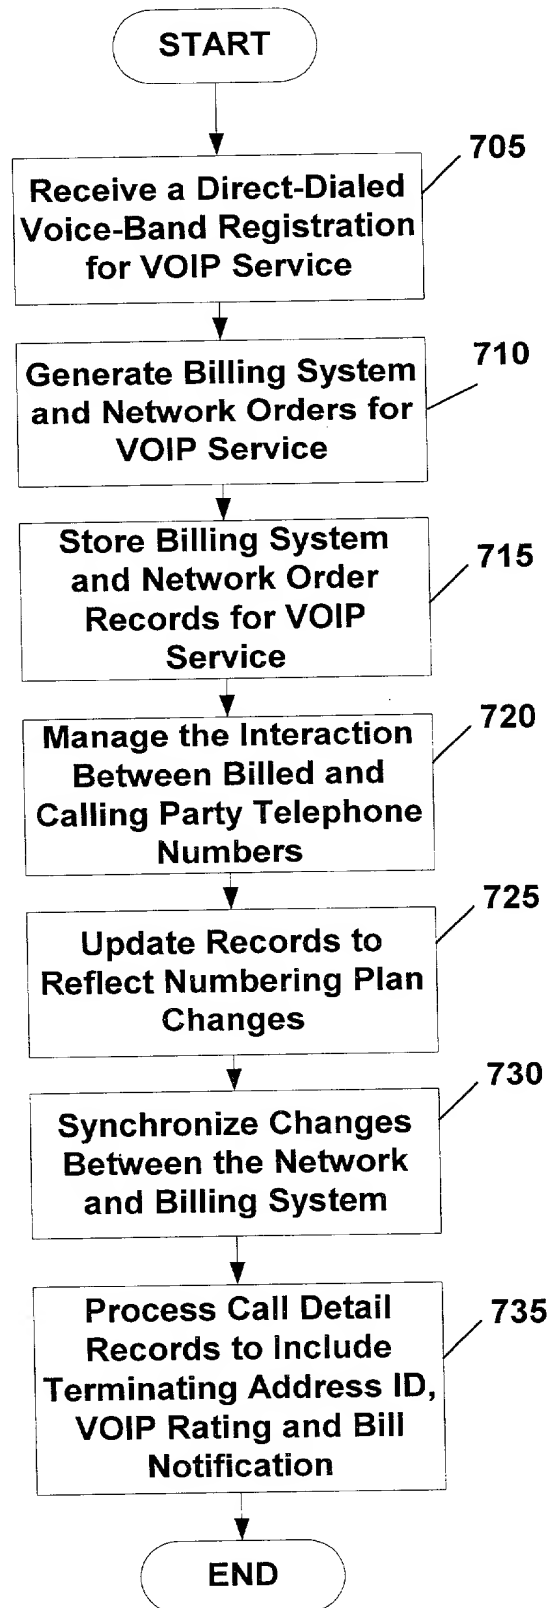 START
705
Receive a Direct-Dialed
Voice-Band Registration
for VOIP Service
710
Generate Billing System
and Network Orders for
VOIP Service
715
Store Billing System
and Network Order
Records for VOIP
Service
720
Manage the Interaction
Between Billed and
Calling Party Telephone
Numbers
725
Update Records to
Reflect Numbering Plan
Changes
730
Synchronize Changes
Between the Network
and Billing System
735
Process Call Detail
Records to Include
Terminating Address ID,
VOIP Rating and Bill
Notification
END